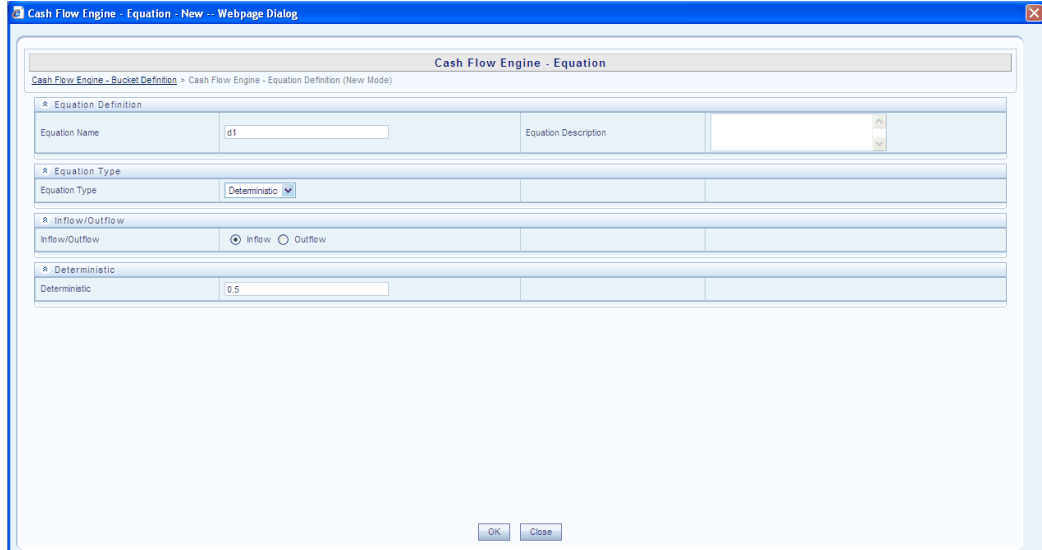 Cash Flow Engine - Equation - New -- Webpage Dialog
Cash Flow Engine - Equation
Cash Flow Engine - Bucket Definition > Cash Flow Engine - Equation Definition (New Mode)
Equation Definition
Equation Name d1 Equation Description
Equation Type
Equation Type Deterministic
Inflow/Outflow
Inflow/Outflow Inflow Outflow
Deterministic
Deterministic 0.5
OK Close